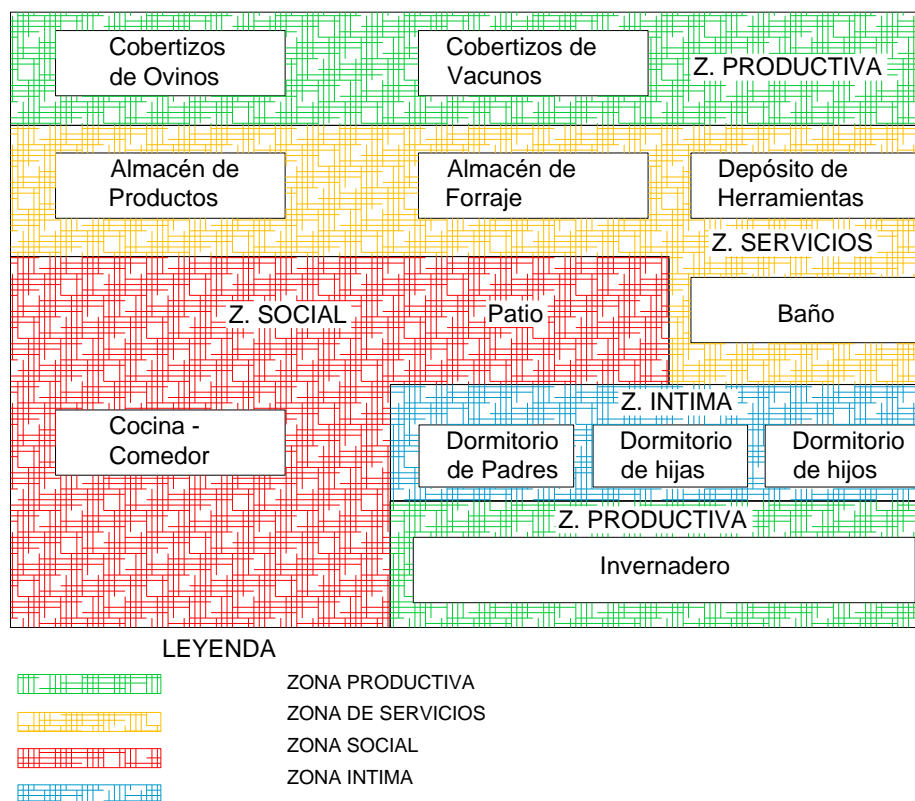 Cobertizos
de Ovinos
Cobertizos de
Vacunos
Z. PRODUCTIVA
Almacén de
Productos
Almacén de
Forraje
Depósito de
Herramientas
Z. SERVICIOS
Z. SOCIAL
Patio
Baño
Z. INTIMA
Cocina -
Comedor
Dormitorio
de Padres
Dormitorio
de hijas
Dormitorio
de hijos
Z. PRODUCTIVA
Invernadero
LEYENDA
ZONA PRODUCTIVA
ZONA DE SERVICIOS
ZONA SOCIAL
ZONA INTIMA